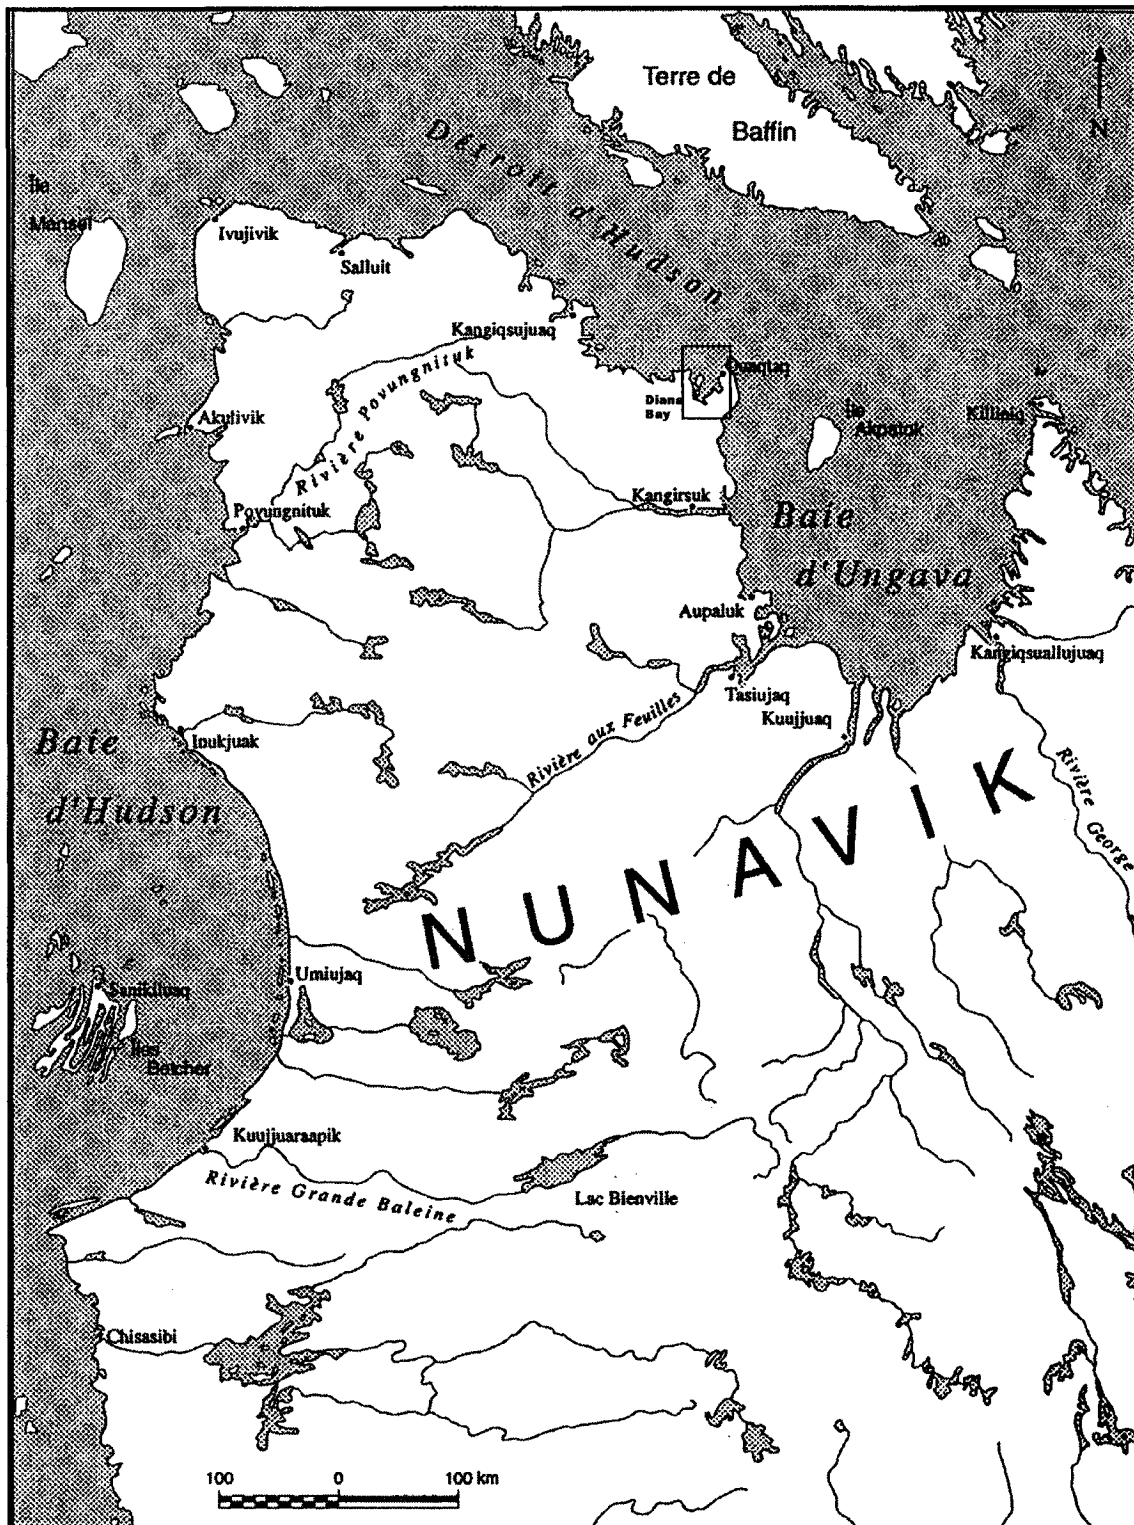 Terre de
Baffin
N
Détroit
d'Hudson
Île
Mansel
Ivujivik
Salluit
Kangiqsujuaq
Rivière Povungnituk
Quaqtaq
Diana
Bay
Akulivik
Île
Akpatok
Killiniq
Povungnituk
Kangirsuk
Baie
d'Ungava
Aupaluk
Kangiqsuallujuaq
Tasiujaq
Kuujjuaq
Rivière aux Feuilles
Inukjuak
Baie
d'Hudson
Rivière George
NUNAVIK
Umiujaq
Sanikiluaq
Îles
Belcher
Kuujjuaraapik
Rivière Grande Baleine
Lac Bienville
Chisasibi
100 0 100 km